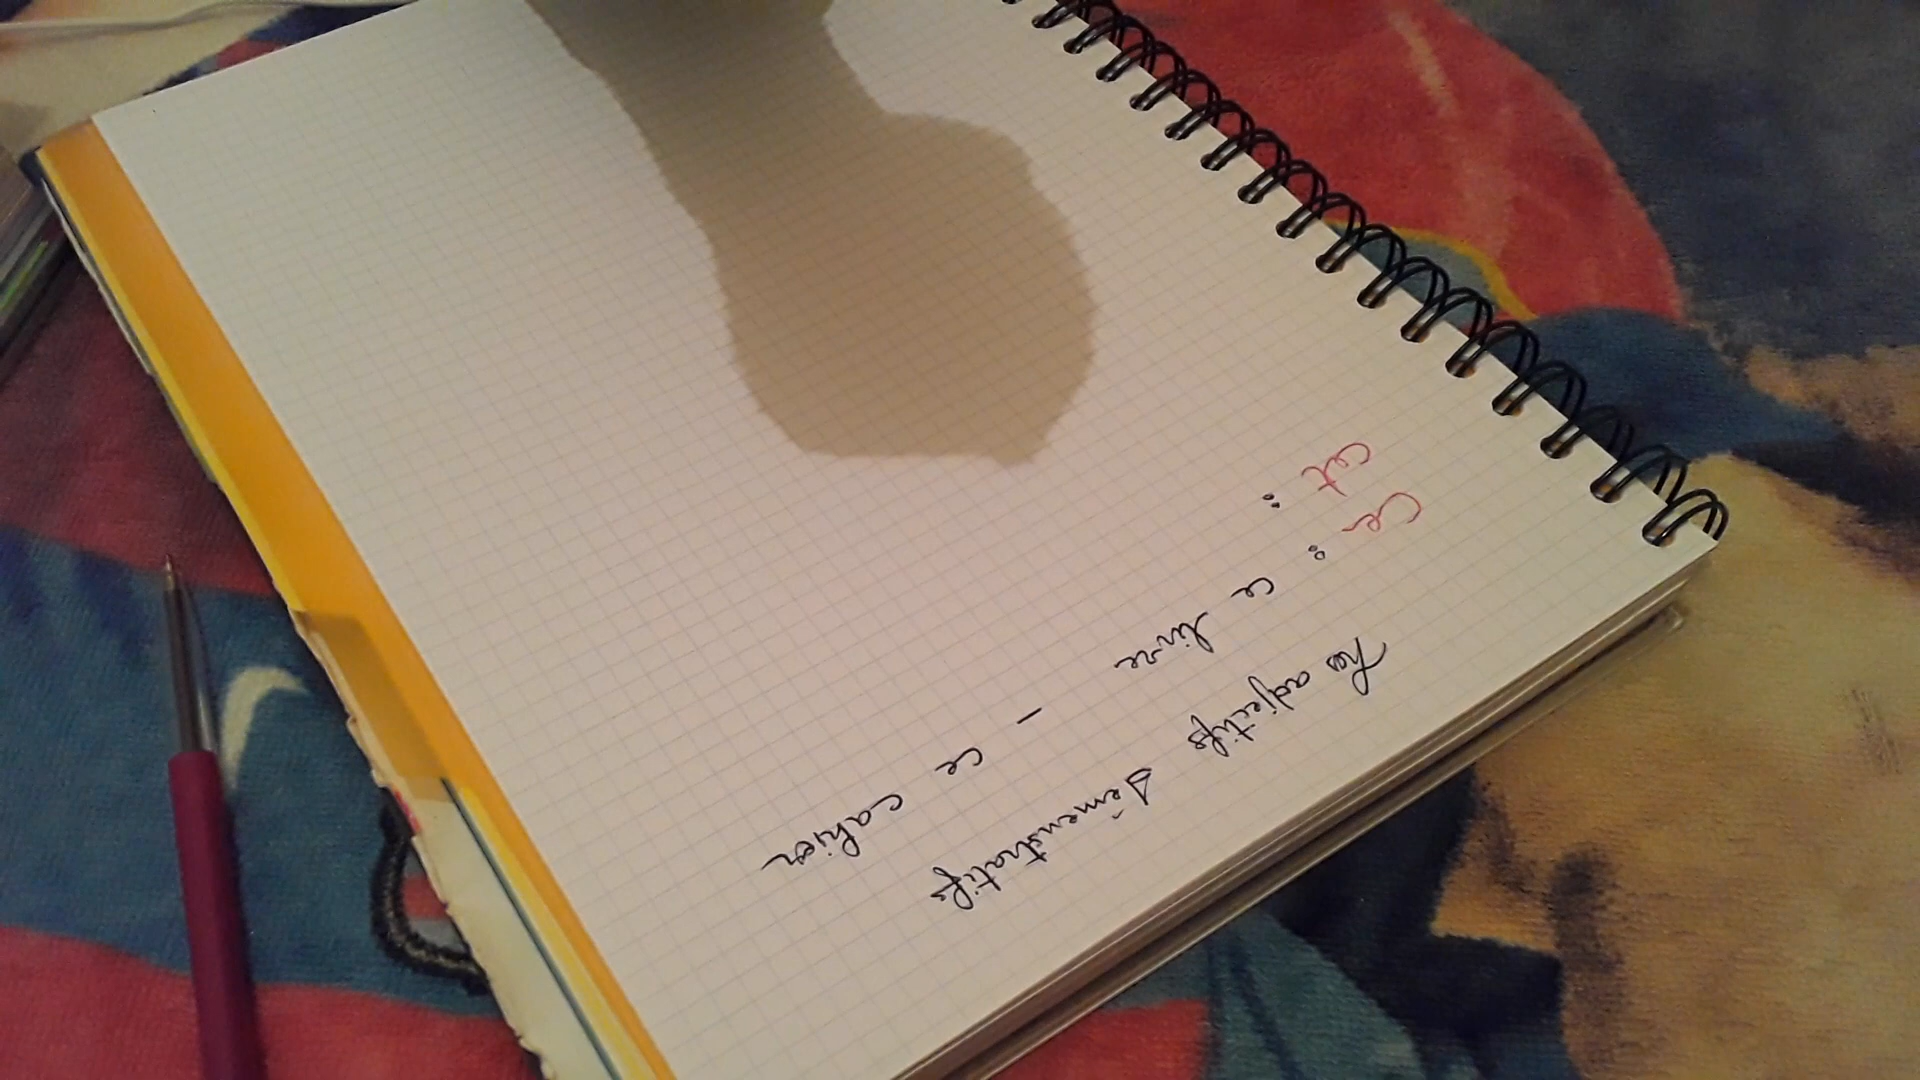 Les adjectifs démonstratifs
Ce : ce livre - ce cahier
cet :